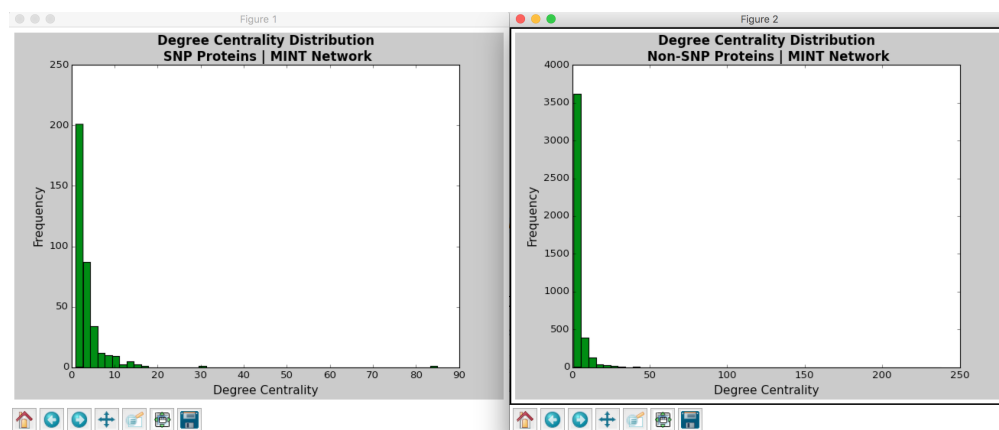 Figure 1
Degree Centrality Distribution
SNP Proteins | MINT Network
250
200
150
100
50
0
Frequency
0 10 20 30 40 50 60 70 80 90
Degree Centrality
Figure 2
Degree Centrality Distribution
Non-SNP Proteins | MINT Network
4000
3500
3000
2500
2000
1500
1000
500
0
Frequency
0 50 100 150 200 250
Degree Centrality